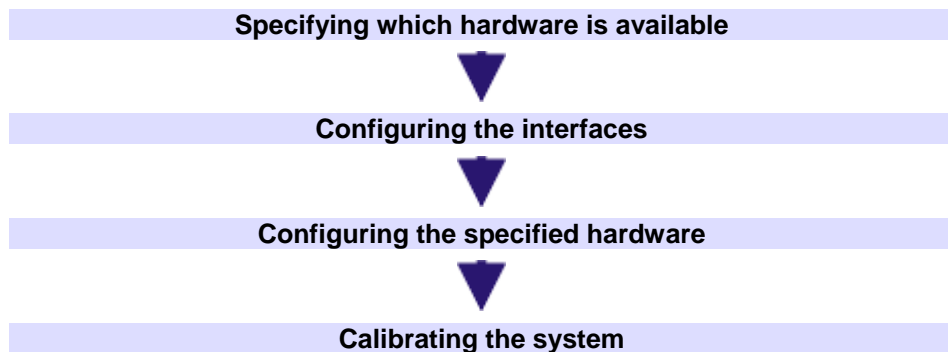 Specifying which hardware is available
Configuring the interfaces
Configuring the specified hardware
Calibrating the system